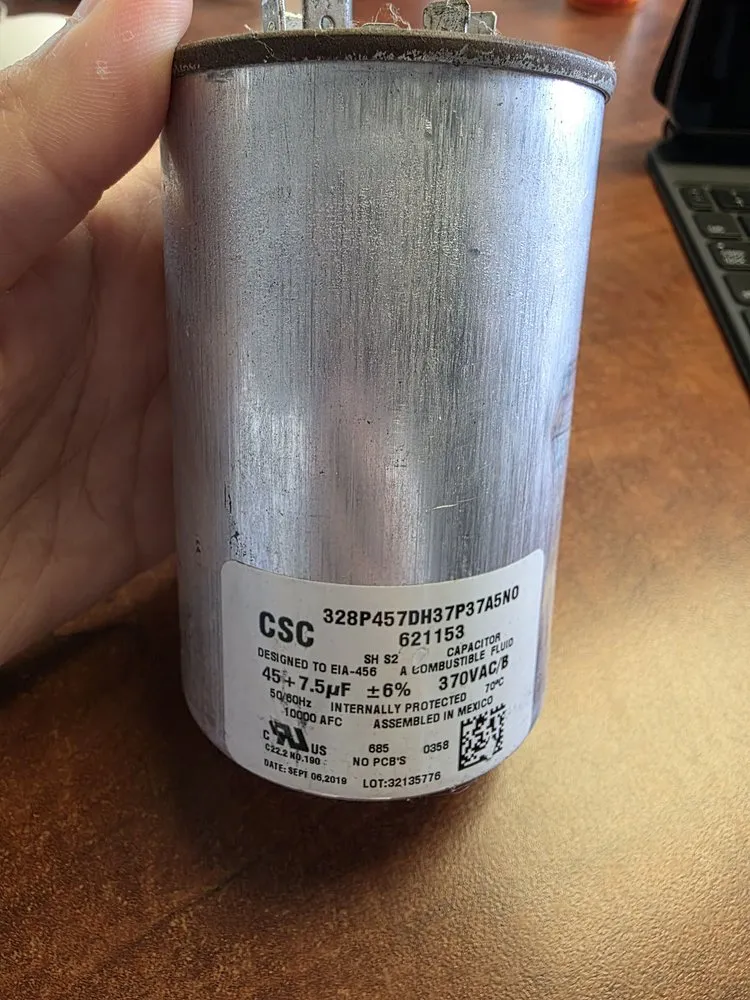 328P457DH37P37A5N0
CSC 621153
SH S2 CAPACITOR
DESIGNED TO EIA-456 A COMBUSTIBLE FLUID
45+7.5µF ±6% 370VAC/B
50/60Hz INTERNALLY PROTECTED 70°C
10000 AFC ASSEMBLED IN MEXICO
C UR US 685 0358
C22.2 NO.190 NO PCB'S
DATE: SEPT 06,2019 LOT:32135776